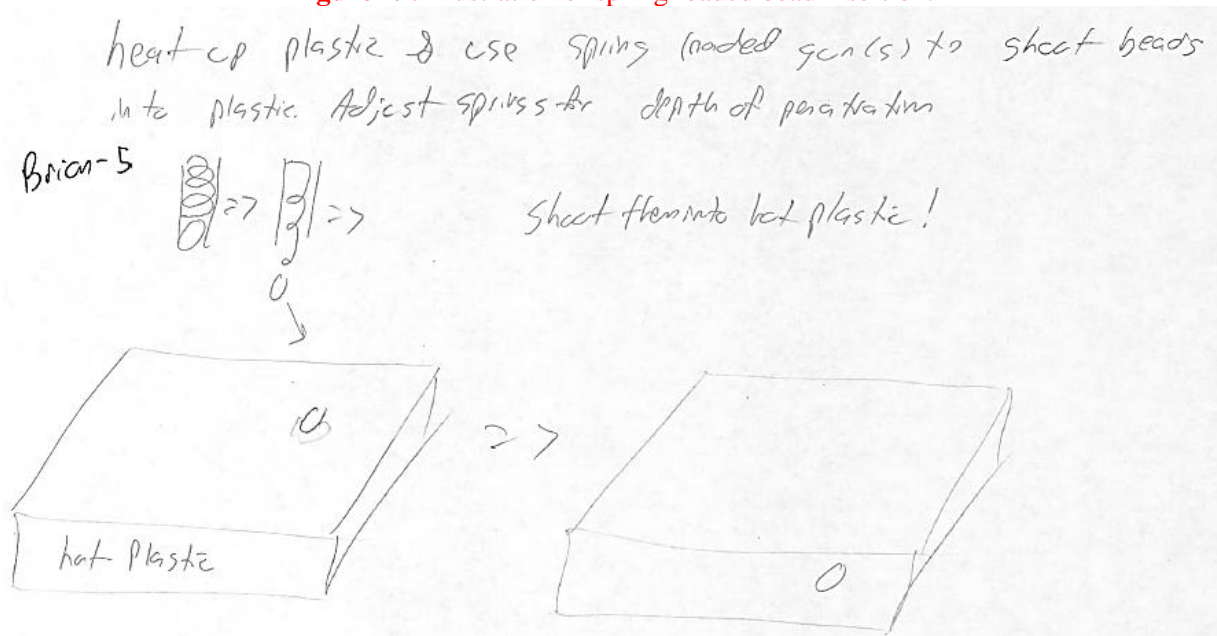 heat up plastic & use spring loaded gun(s) to shoot beads
into plastic. Adjust springs for depth of penatration
Brian-5
=> =>
Shoot them into hot plastic!
=>
hot Plastic